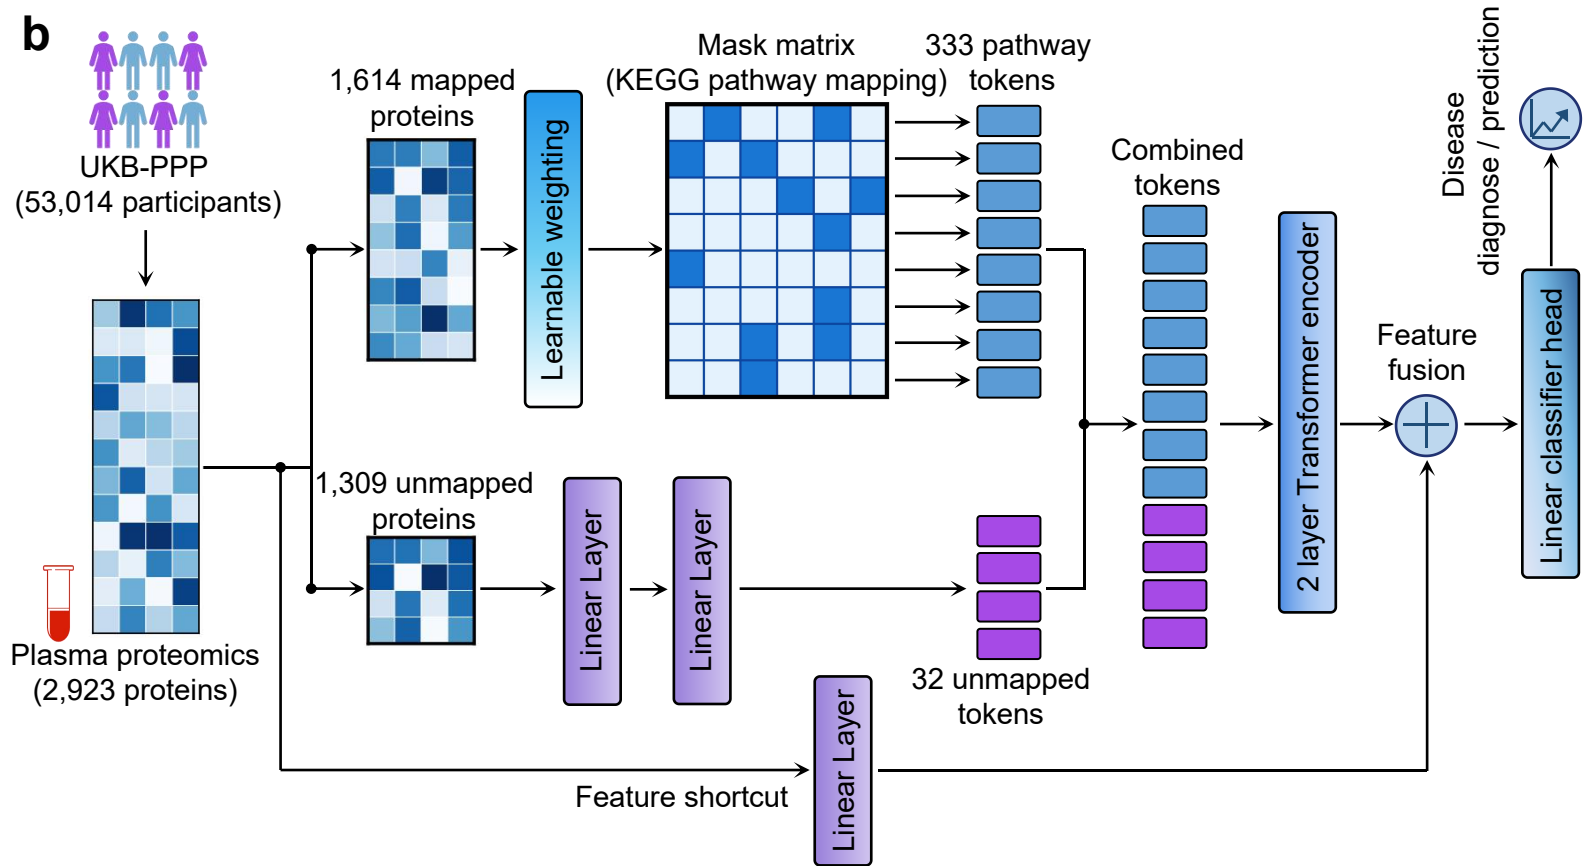 b
UKB-PPP
(53,014 participants)
Plasma proteomics
(2,923 proteins)
1,614 mapped
proteins
Learnable weighting
Mask matrix
(KEGG pathway mapping)
333 pathway
tokens
1,309 unmapped
proteins
Linear Layer
Linear Layer
32 unmapped
tokens
Feature shortcut
Linear Layer
Combined
tokens
2 layer Transformer encoder
Feature
fusion
Linear classifier head
Disease
diagnose / prediction